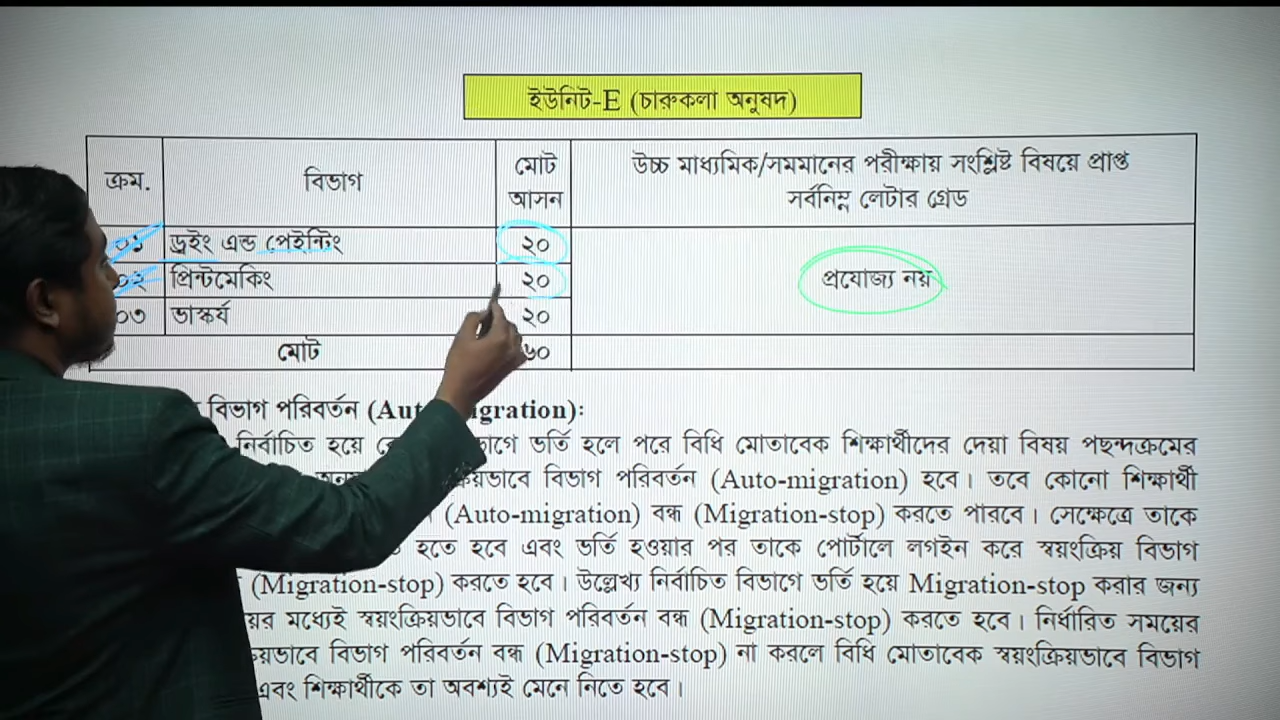 ইউনিট-E (চারুকলা অনুষদ)
ক্রম. বিভাগ মোট আসন উচ্চ মাধ্যমিক/সমমানের পরীক্ষায় সংশ্লিষ্ট বিষয়ে প্রাপ্ত
সর্বনিম্ন লেটার গ্রেড
০১ ড্রইং এন্ড পেইন্টিং ২০
০২ প্রিন্টমেকিং ২০ প্রযোজ্য নয়
০৩ ভাস্কর্য ২০
মোট ৬০
বিভাগ পরিবর্তন (Auto-migration):
নির্বাচিত হয়ে ভর্তি হলে পরে বিধি মোতাবেক শিক্ষার্থীদের দেয়া বিষয় পছন্দক্রমের
বিভাগ পরিবর্তন (Auto-migration) হবে। তবে কোনো শিক্ষার্থী
(Auto-migration) বন্ধ (Migration-stop) করতে পারবে। সেক্ষেত্রে তাকে
হতে হবে এবং ভর্তি হওয়ার পর তাকে পোর্টালে লগইন করে স্বয়ংক্রিয় বিভাগ
(Migration-stop) করতে হবে। উল্লেখ্য নির্বাচিত বিভাগে ভর্তি হয়ে Migration-stop করার জন্য
মধ্যেই স্বয়ংক্রিয়ভাবে বিভাগ পরিবর্তন বন্ধ (Migration-stop) করতে হবে। নির্ধারিত সময়ের
বিভাগ পরিবর্তন বন্ধ (Migration-stop) না করলে বিধি মোতাবেক স্বয়ংক্রিয়ভাবে বিভাগ
এবং শিক্ষার্থীকে তা অবশ্যই মেনে নিতে হবে।